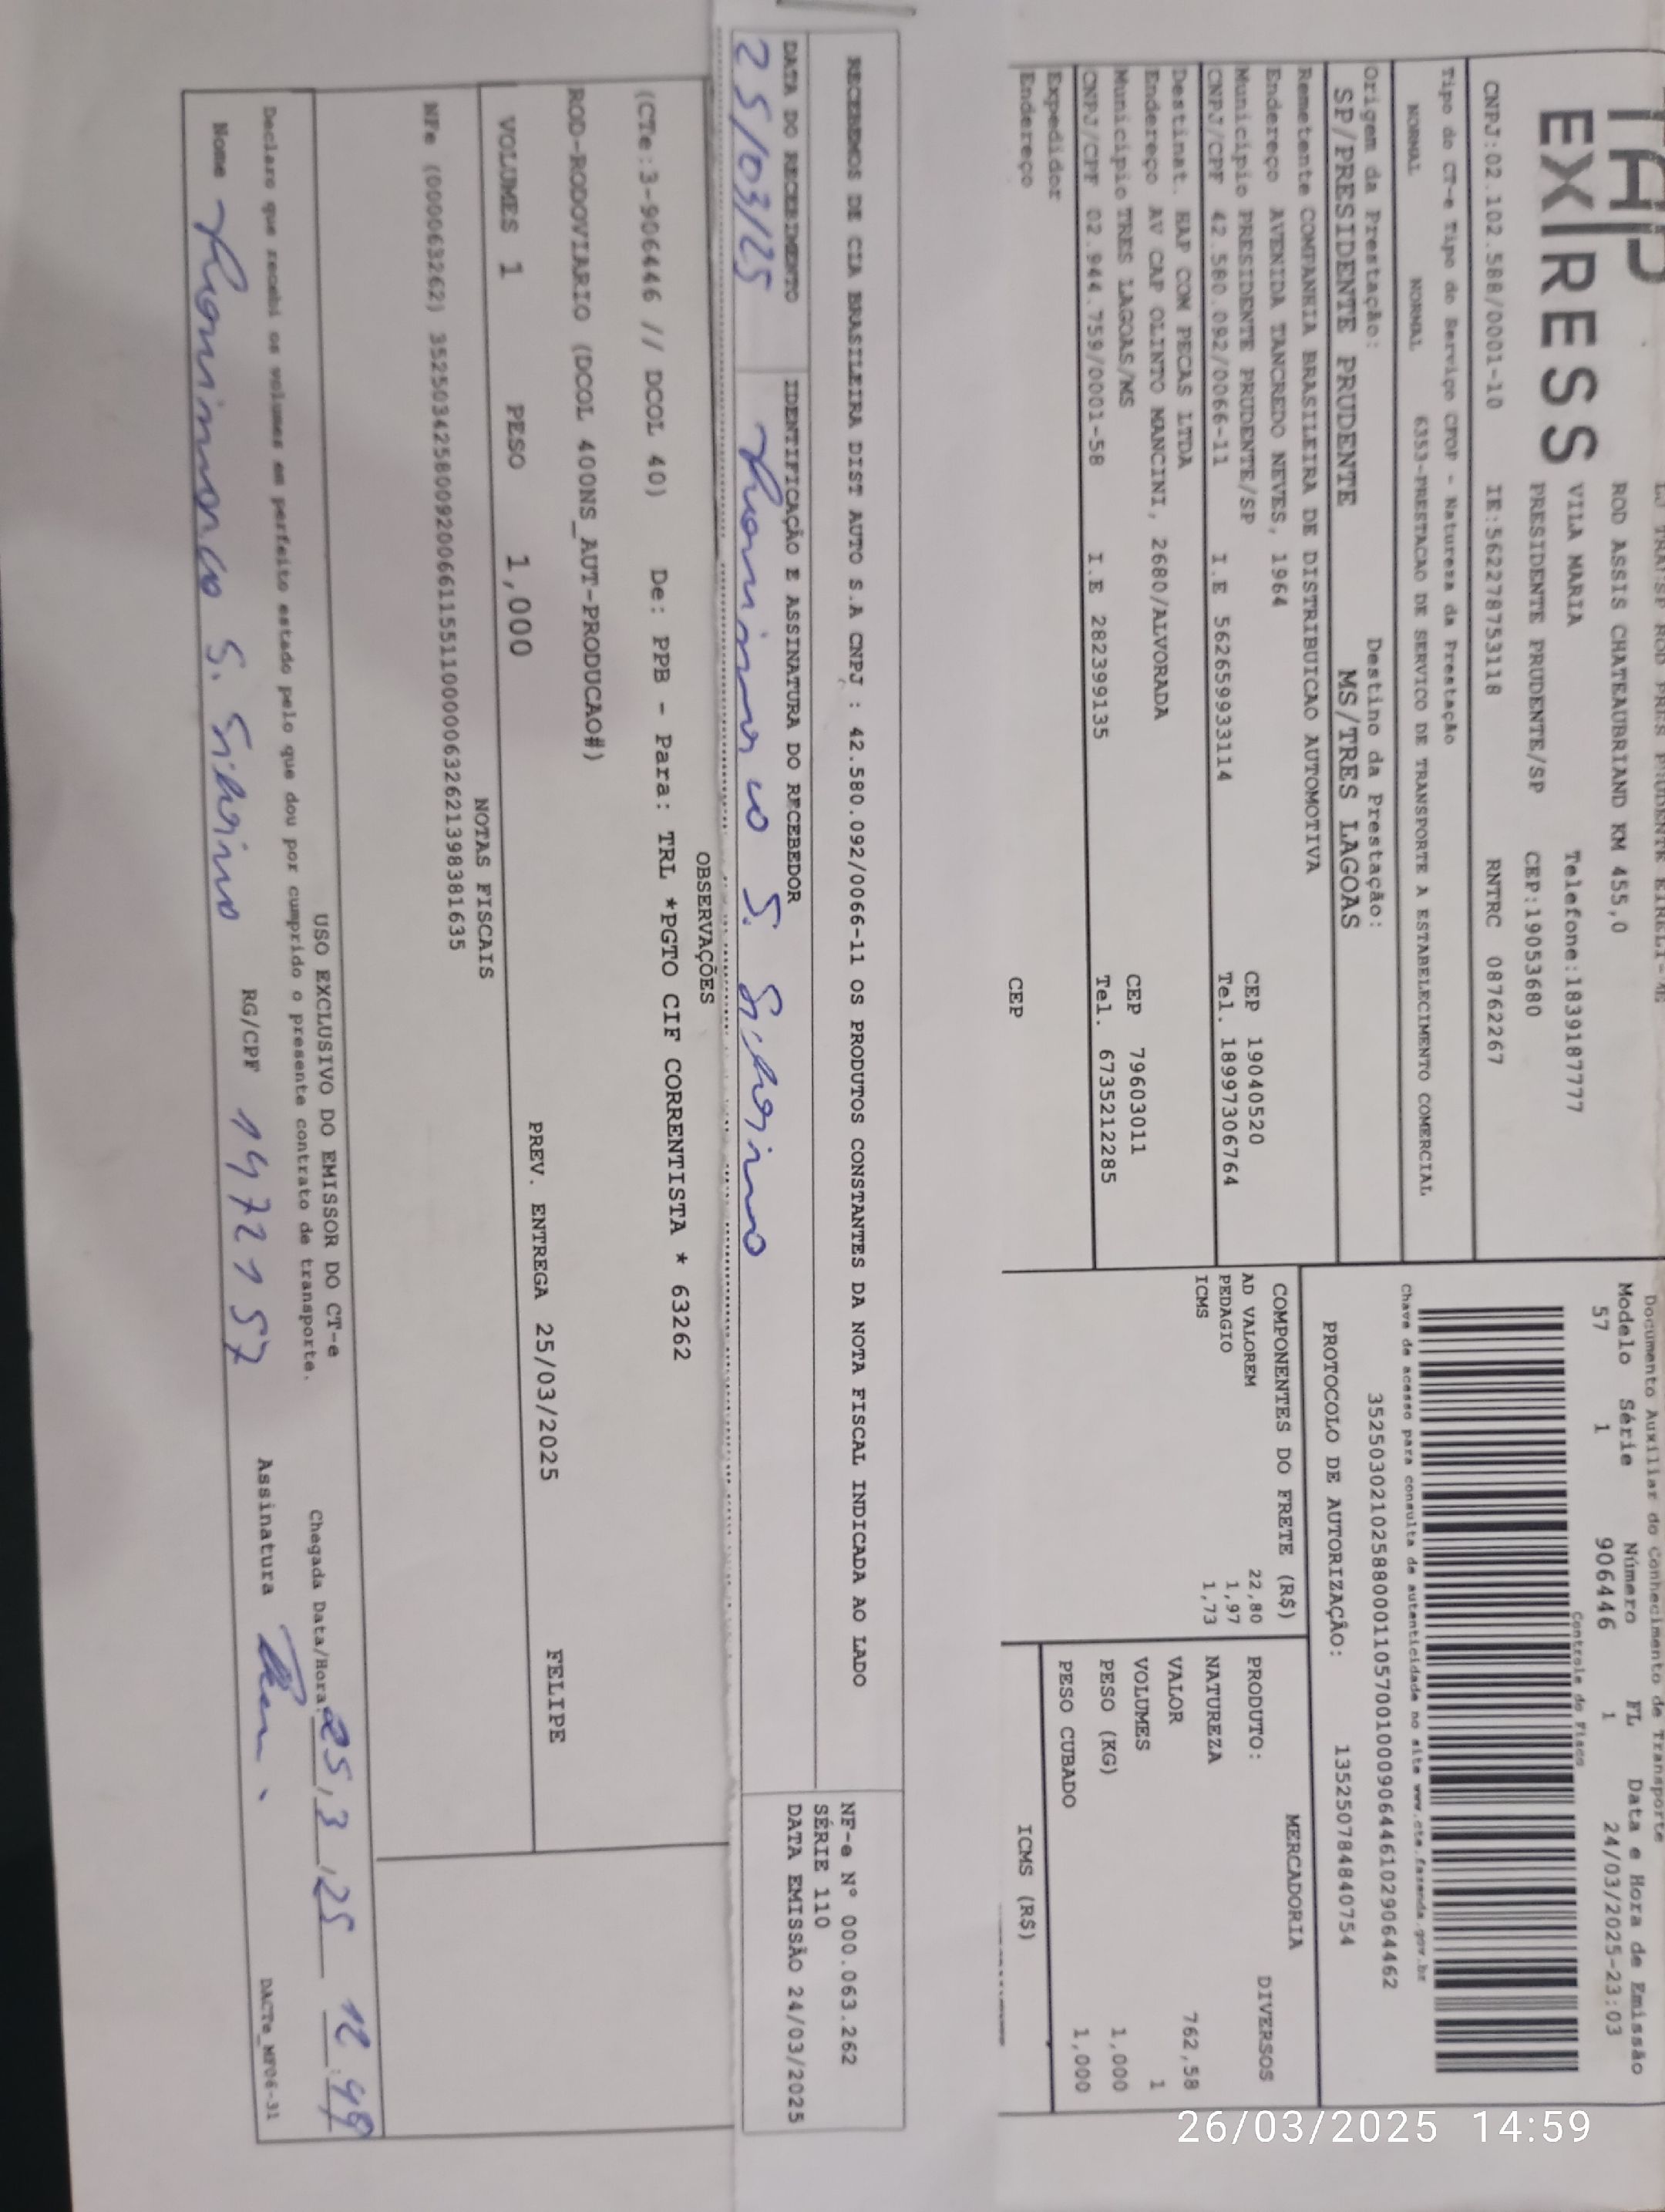 TAP
EXPRESS
ROD ASSIS CHATEAUBRIAND KM 455,0
VILA MARIA Telefone:1839187777
PRESIDENTE PRUDENTE/SP CEP:19053680
CNPJ:02.102.588/0001-10 IE:562278753118 RNTRC 08762267
Tipo do CT-e Tipo do Serviço CFOP - Natureza da Prestação
NORMAL NORMAL 6353-PRESTACAO DE SERVICO DE TRANSPORTE A ESTABELECIMENTO COMERCIAL
Origem da Prestação: Destino da Prestação:
SP/PRESIDENTE PRUDENTE MS/TRES LAGOAS
Remetente COMPANHIA BRASILEIRA DE DISTRIBUICAO AUTOMOTIVA
Endereço AVENIDA TANCREDO NEVES, 1964
Municipio PRESIDENTE PRUDENTE/SP CEP 19040520
CNPJ/CPF 42.580.092/0066-11 I.E 562659933114 Tel. 18997306764
Destinat. HAP COM PECAS LTDA
Endereço AV CAP OLINTO MANCINI, 2680/ALVORADA
Municipio TRES LAGOAS/MS CEP 79603011
CNPJ/CPF 02.944.759/0001-58 I.E 282399135 Tel. 6735212285
Expedidor
Endereço CEP
Documento Auxiliar do Conhecimento de Transporte
Modelo Série Número FL Data e Hora de Emissão
57 1 906446 1 24/03/2025-23:03
Controle do Fisco
Chave de acesso para consulta de autenticidade no site www.cte.fazenda.gov.br
35250302102588000110570010009064461029064462
PROTOCOLO DE AUTORIZAÇÃO: 135250784840754
COMPONENTES DO FRETE (R$)
AD VALOREM 22,80
PEDAGIO 1,97
ICMS 1,73
MERCADORIA
PRODUTO: DIVERSOS
NATUREZA
VALOR 762,58
VOLUMES 1
PESO (KG) 1,000
PESO CUBADO 1,000
ICMS (R$)
RECEBEMOS DE CIA BRASILEIRA DIST AUTO S.A CNPJ : 42.580.092/0066-11 OS PRODUTOS CONSTANTES DA NOTA FISCAL INDICADA AO LADO
DATA DO RECEBIMENTO IDENTIFICAÇÃO E ASSINATURA DO RECEBEDOR
25/03/25
NF-e N° 000.063.262
SÉRIE 110
DATA EMISSÃO 24/03/2025
OBSERVAÇÕES
(CTe:3-906446 // DCOL 40) De: PPB - Para: TRL *PGTO CIF CORRENTISTA * 63262
ROD-RODOVIARIO (DCOL 400NS_AUT-PRODUCAO#)
VOLUMES 1 PESO 1,000 PREV. ENTREGA 25/03/2025 FELIPE
NOTAS FISCAIS
NFe (000063262) 35250342580092006611551100000632621398381635
USO EXCLUSIVO DO EMISSOR DO CT-e
Declaro que recebi os volumes em perfeito estado pelo que dou por cumprido o presente contrato de transporte. Chegada Data/Hora: 25/3/25 12:48
Nome RG/CPF 14721957 Assinatura
DACTe_MF06-31
26/03/2025 14:59